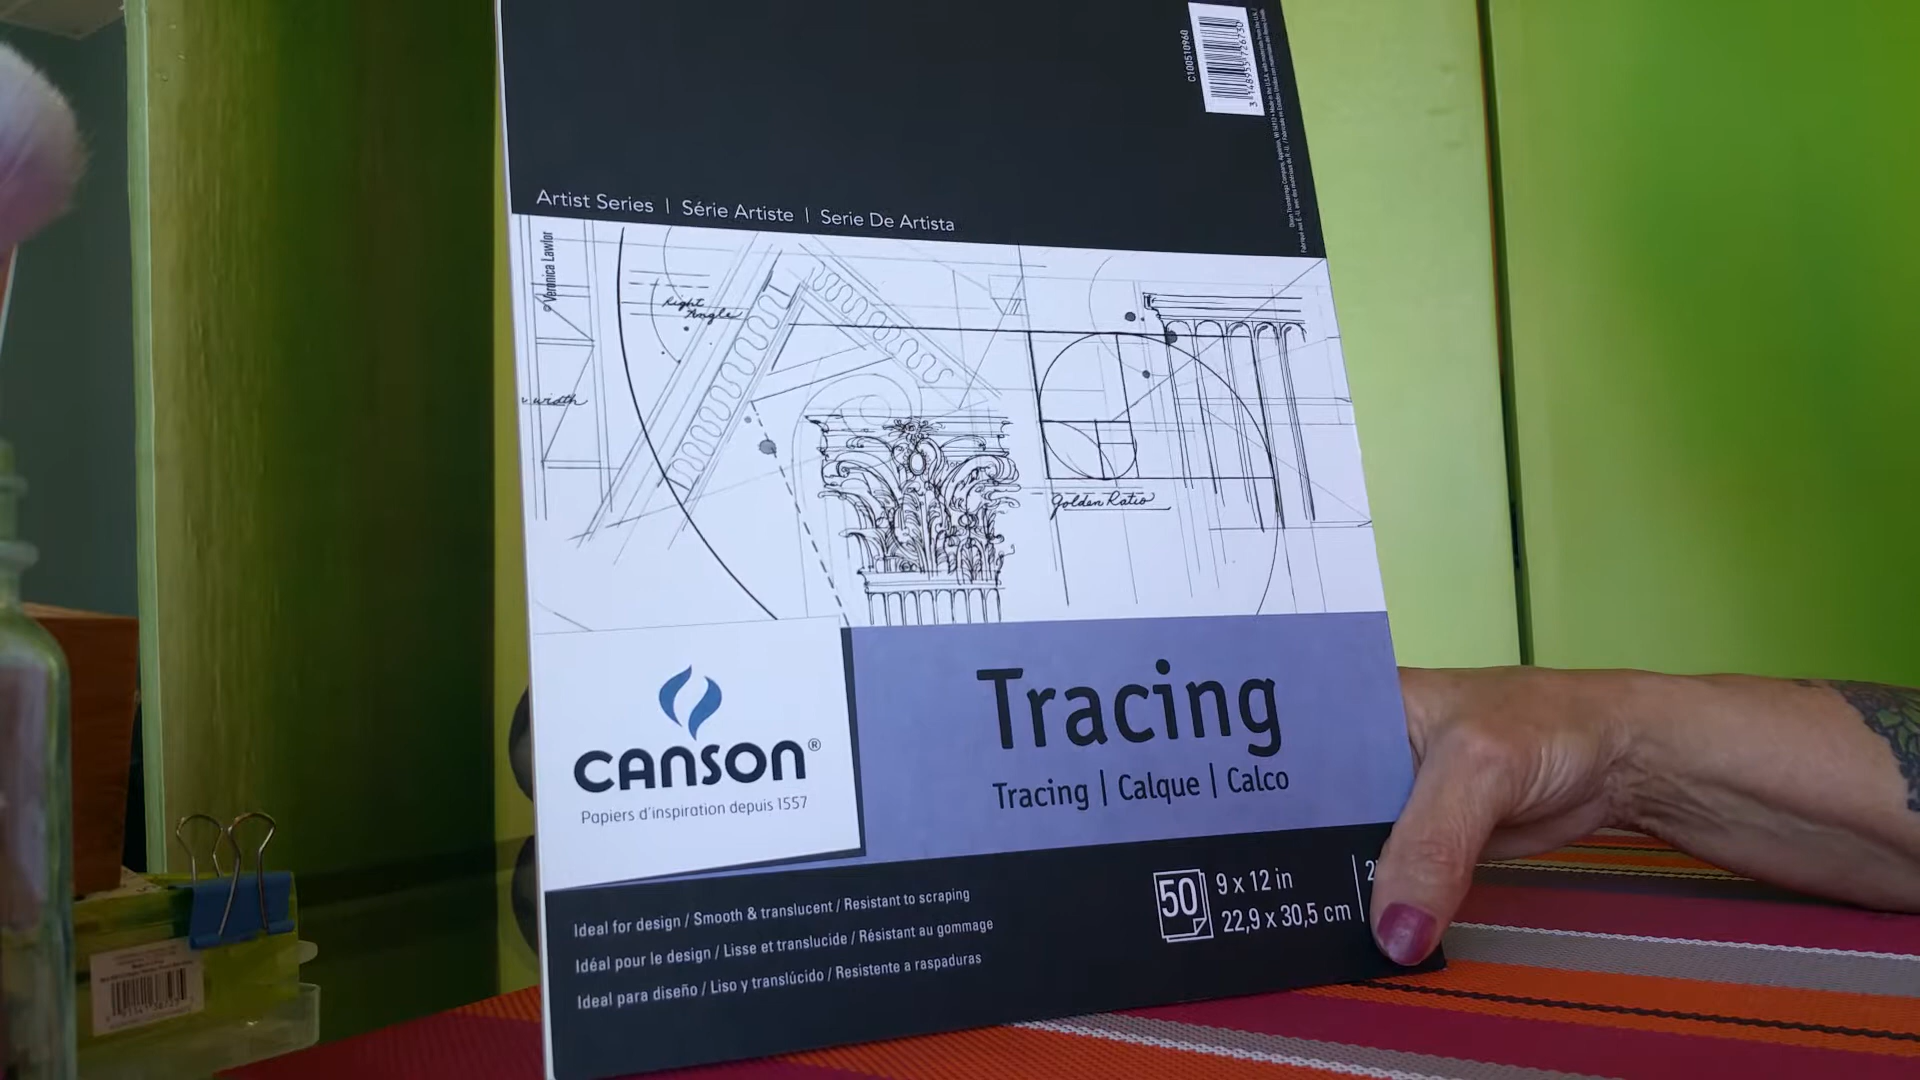 C100510960
Artist Series | Série Artiste | Serie De Artista
© Veronica Lawlor
Right
Angle
width
Golden Ratio
CANSON®
Papiers d'inspiration depuis 1557
Tracing
Tracing | Calque | Calco
Ideal for design / Smooth & translucent / Resistant to scraping
Idéal pour le design / Lisse et translucide / Résistant au gommage
Ideal para diseño / Liso y translúcido / Resistente a raspaduras
50
9 x 12 in
22,9 x 30,5 cm